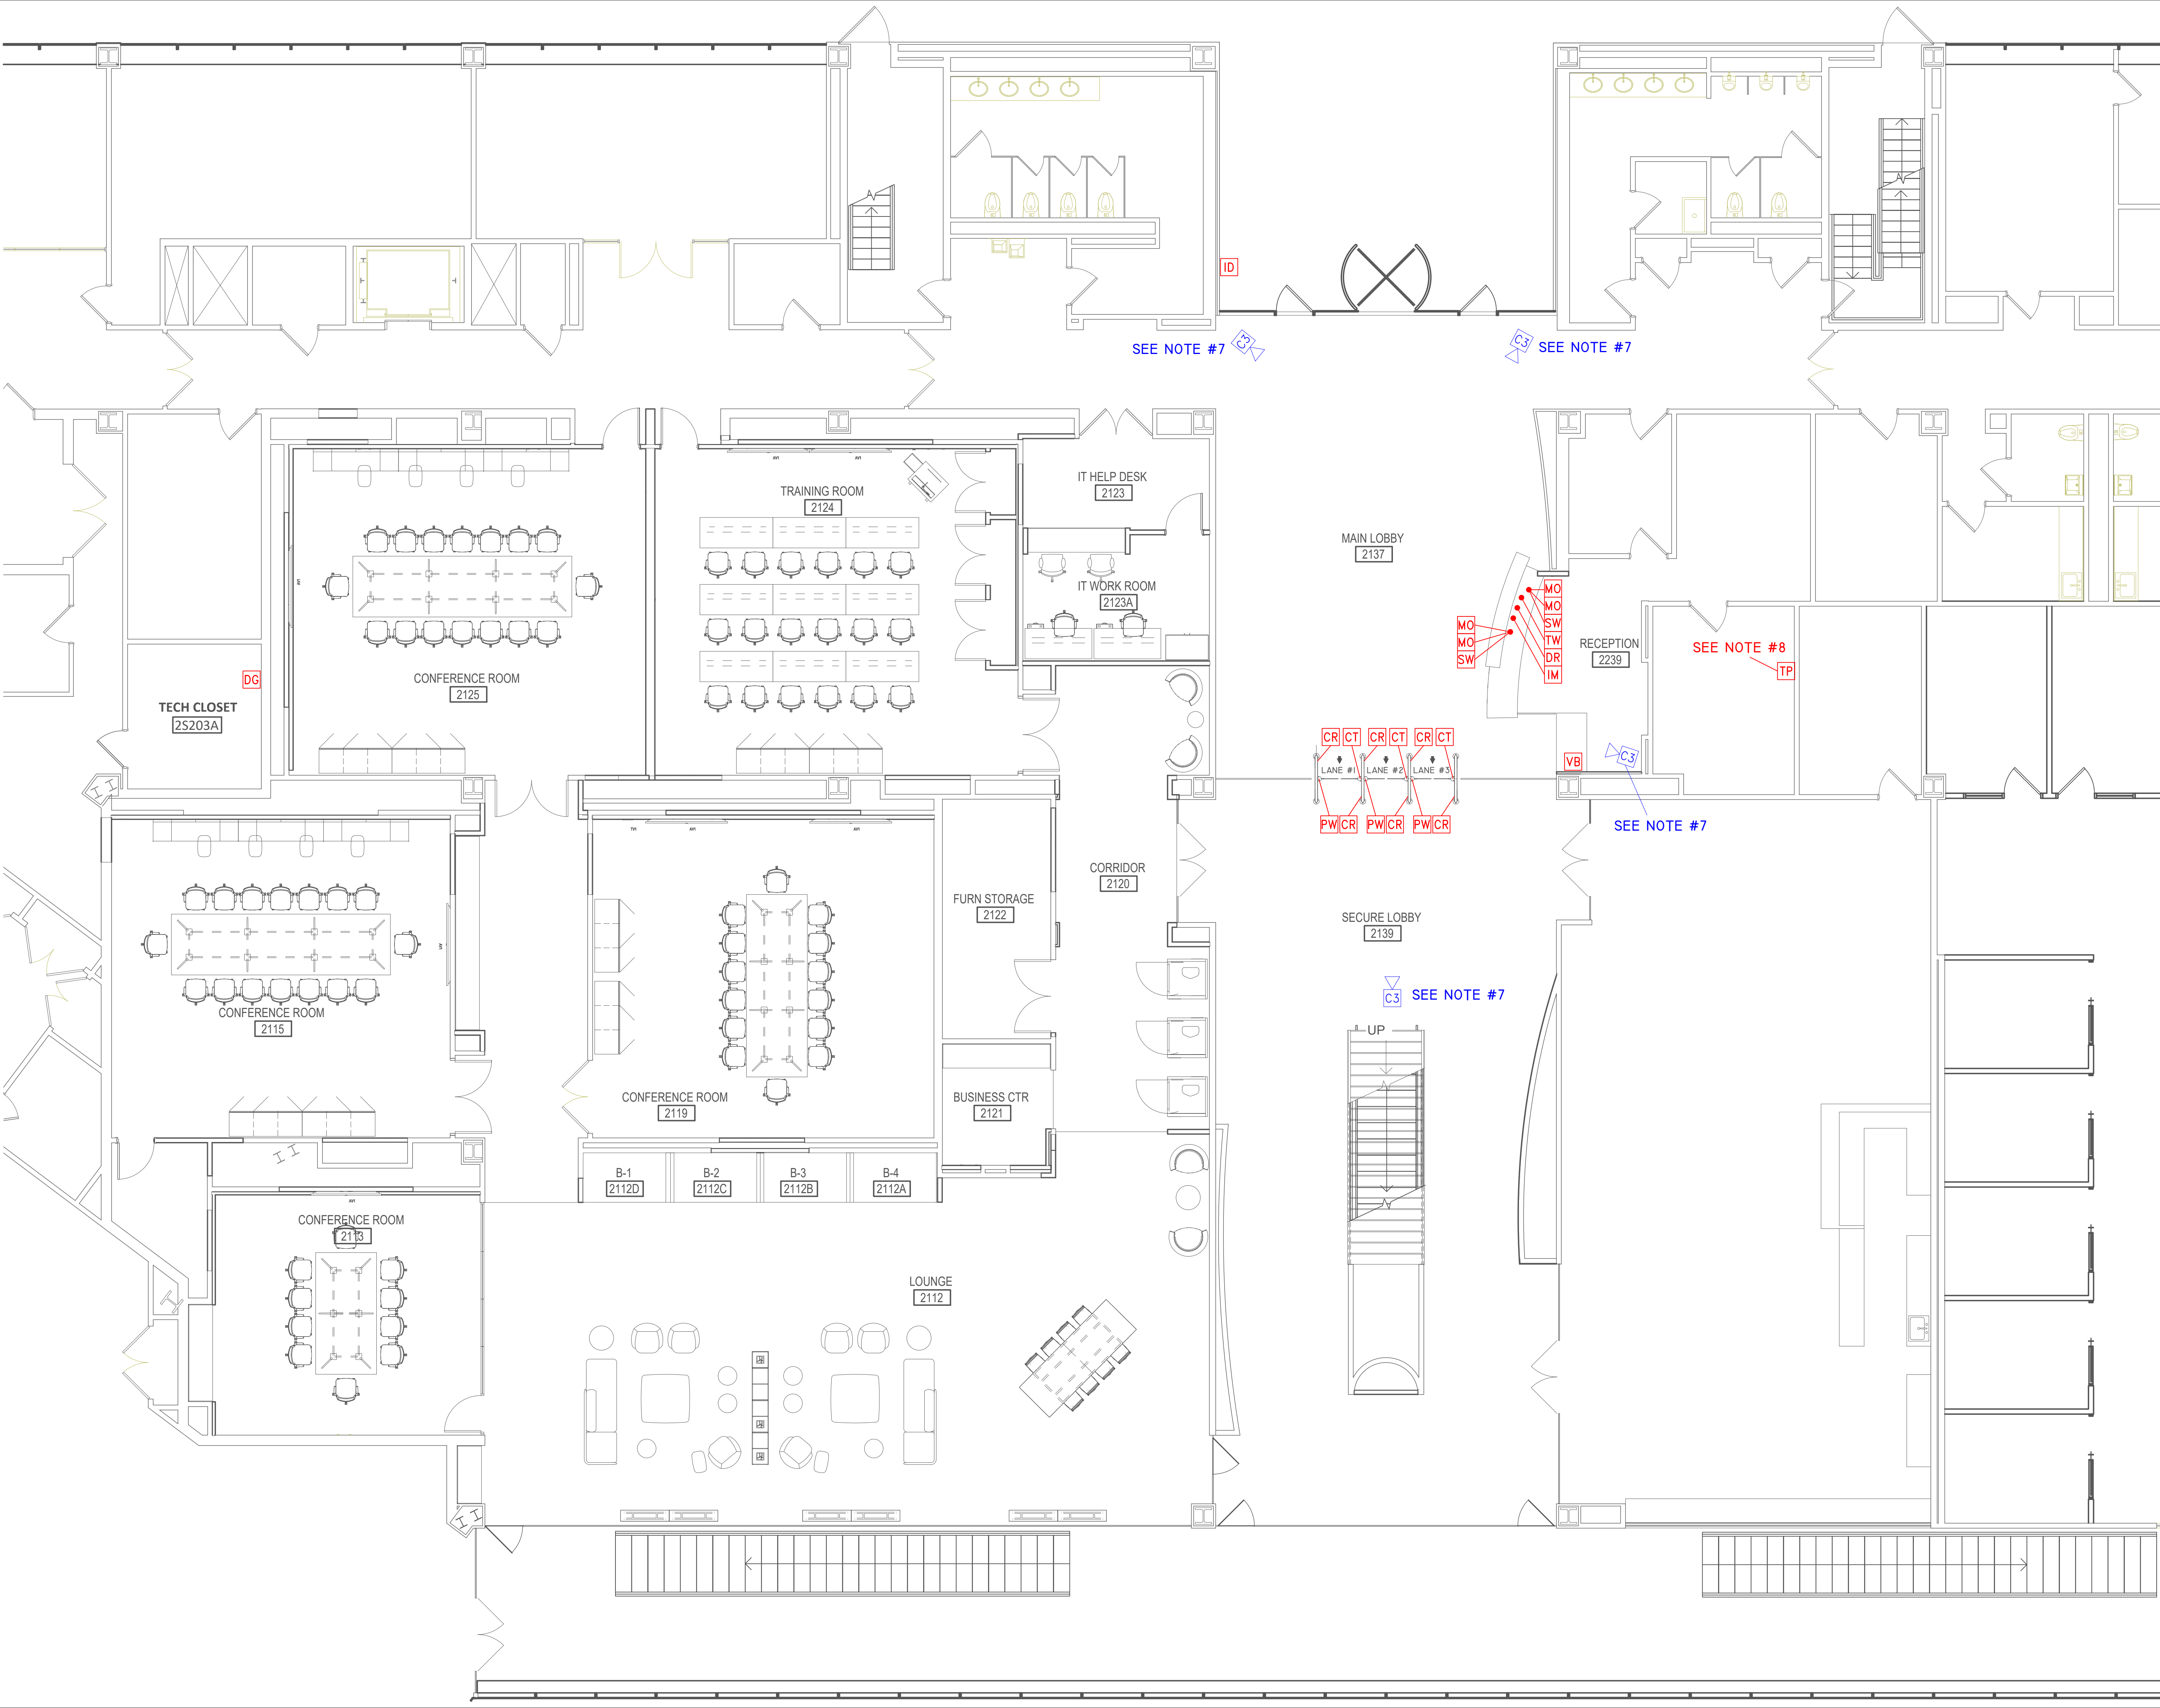 ID
SEE NOTE #7
C3
C3
SEE NOTE #7
IT HELP DESK
2123
TRAINING ROOM
2124
MAIN LOBBY
2137
IT WORK ROOM
2123A
MO
MO
SW
TW
DR
IM
MO
MO
SW
RECEPTION
2239
SEE NOTE #8
TP
DG
CONFERENCE ROOM
2125
TECH CLOSET
2S203A
CR
CT
CR
CT
CR
CT
LANE #1
LANE #2
LANE #3
VB
C3
PW
CR
PW
CR
PW
CR
SEE NOTE #7
CORRIDOR
2120
FURN STORAGE
2122
SECURE LOBBY
2139
C3
SEE NOTE #7
CONFERENCE ROOM
2115
UP
CONFERENCE ROOM
2119
BUSINESS CTR
2121
B-1
2112D
B-2
2112C
B-3
2112B
B-4
2112A
CONFERENCE ROOM
2113
LOUNGE
2112